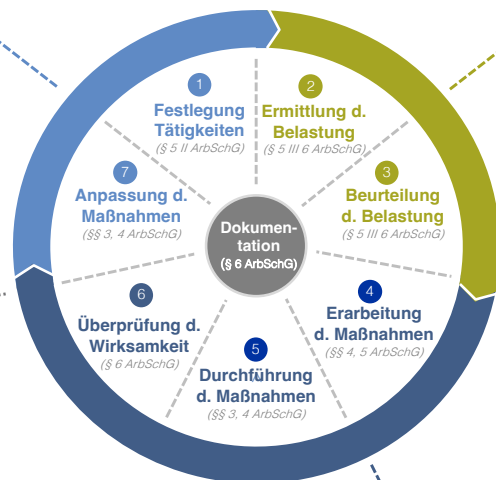 1
Festlegung
Tätigkeiten
(§ 5 II ArbSchG)
2
Ermittlung d.
Belastung
(§ 5 III 6 ArbSchG)
3
Beurteilung
d. Belastung
(§ 5 III 6 ArbSchG)
4
Erarbeitung
d. Maßnahmen
(§§ 4, 5 ArbSchG)
5
Durchführung
d. Maßnahmen
(§§ 3, 4 ArbSchG)
6
Überprüfung d.
Wirksamkeit
(§ 6 ArbSchG)
7
Anpassung d.
Maßnahmen
(§§ 3, 4 ArbSchG)
Dokumen-
tation
(§ 6 ArbSchG)